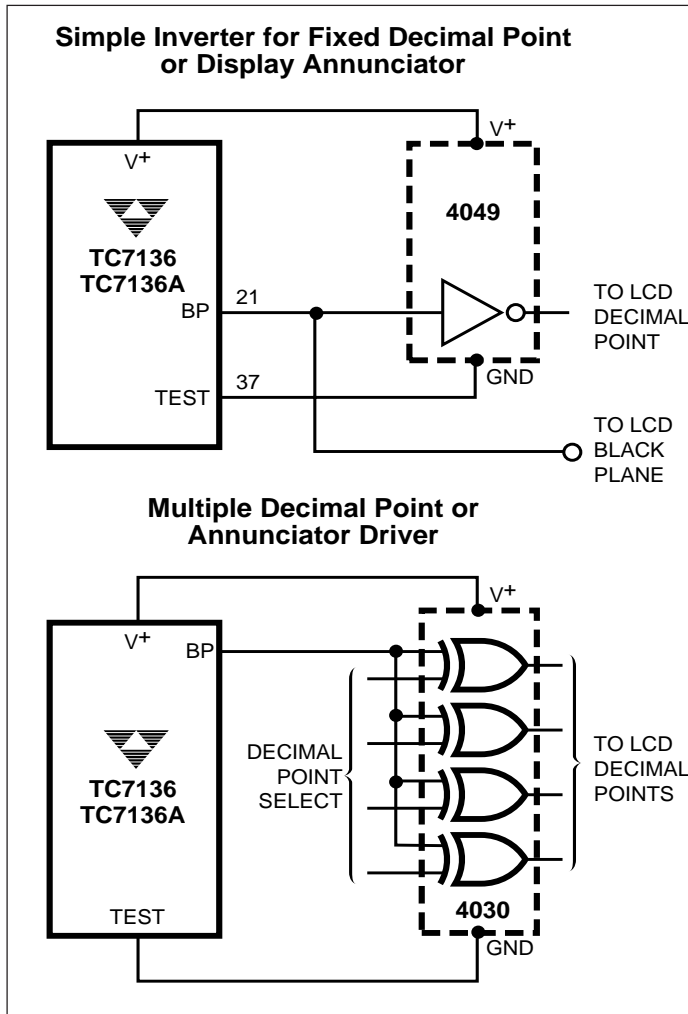 Simple Inverter for Fixed Decimal Point
or Display Annunciator
V+
V+
4049
TC7136
TC7136A
BP
21
TO LCD
DECIMAL
POINT
GND
TEST
37
TO LCD
BLACK
PLANE
Multiple Decimal Point or
Annunciator Driver
V+
V+
BP
TC7136
TC7136A
DECIMAL
POINT
SELECT
TO LCD
DECIMAL
POINTS
4030
TEST
GND